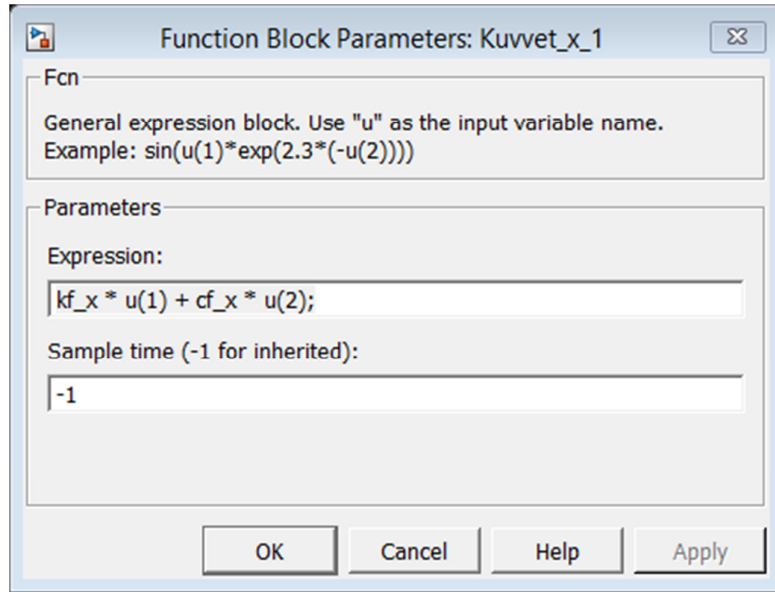 Function Block Parameters: Kuvvet_x_1
Fcn
General expression block. Use "u" as the input variable name.
Example: sin(u(1)*exp(2.3*(-u(2))))
Parameters
Expression:
kf_x * u(1) + cf_x * u(2);
Sample time (-1 for inherited):
-1
OK Cancel Help Apply